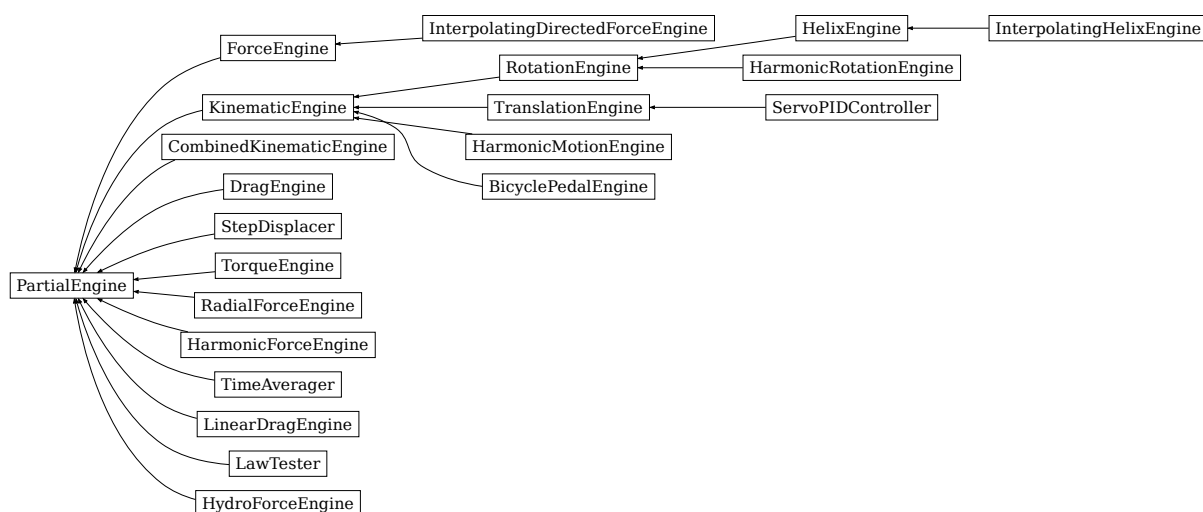 ForceEngine
InterpolatingDirectedForceEngine
HelixEngine
InterpolatingHelixEngine
RotationEngine
HarmonicRotationEngine
KinematicEngine
TranslationEngine
ServoPIDController
CombinedKinematicEngine
HarmonicMotionEngine
DragEngine
BicyclePedalEngine
StepDisplacer
TorqueEngine
PartialEngine
RadialForceEngine
HarmonicForceEngine
TimeAverager
LinearDragEngine
LawTester
HydroForceEngine